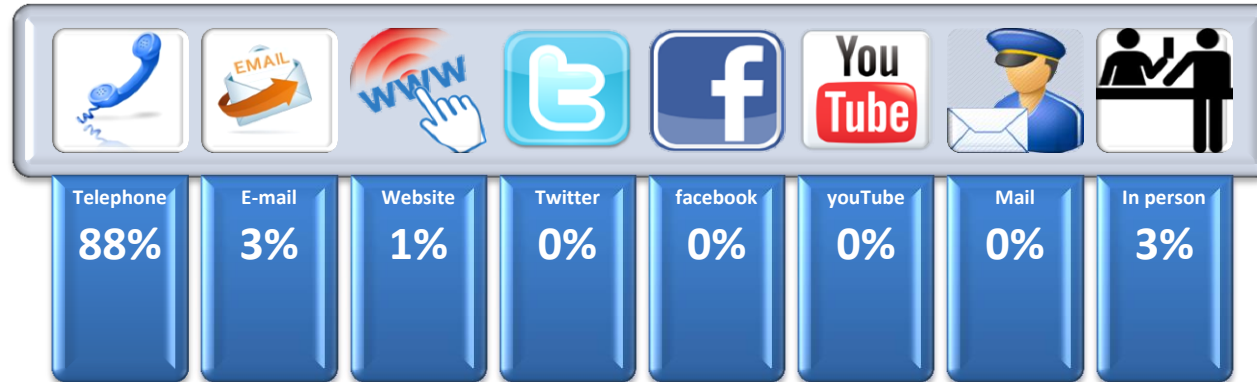 EMAIL
www
You
Tube
Telephone
88%
E-mail
3%
Website
1%
Twitter
0%
facebook
0%
youTube
0%
Mail
0%
In person
3%